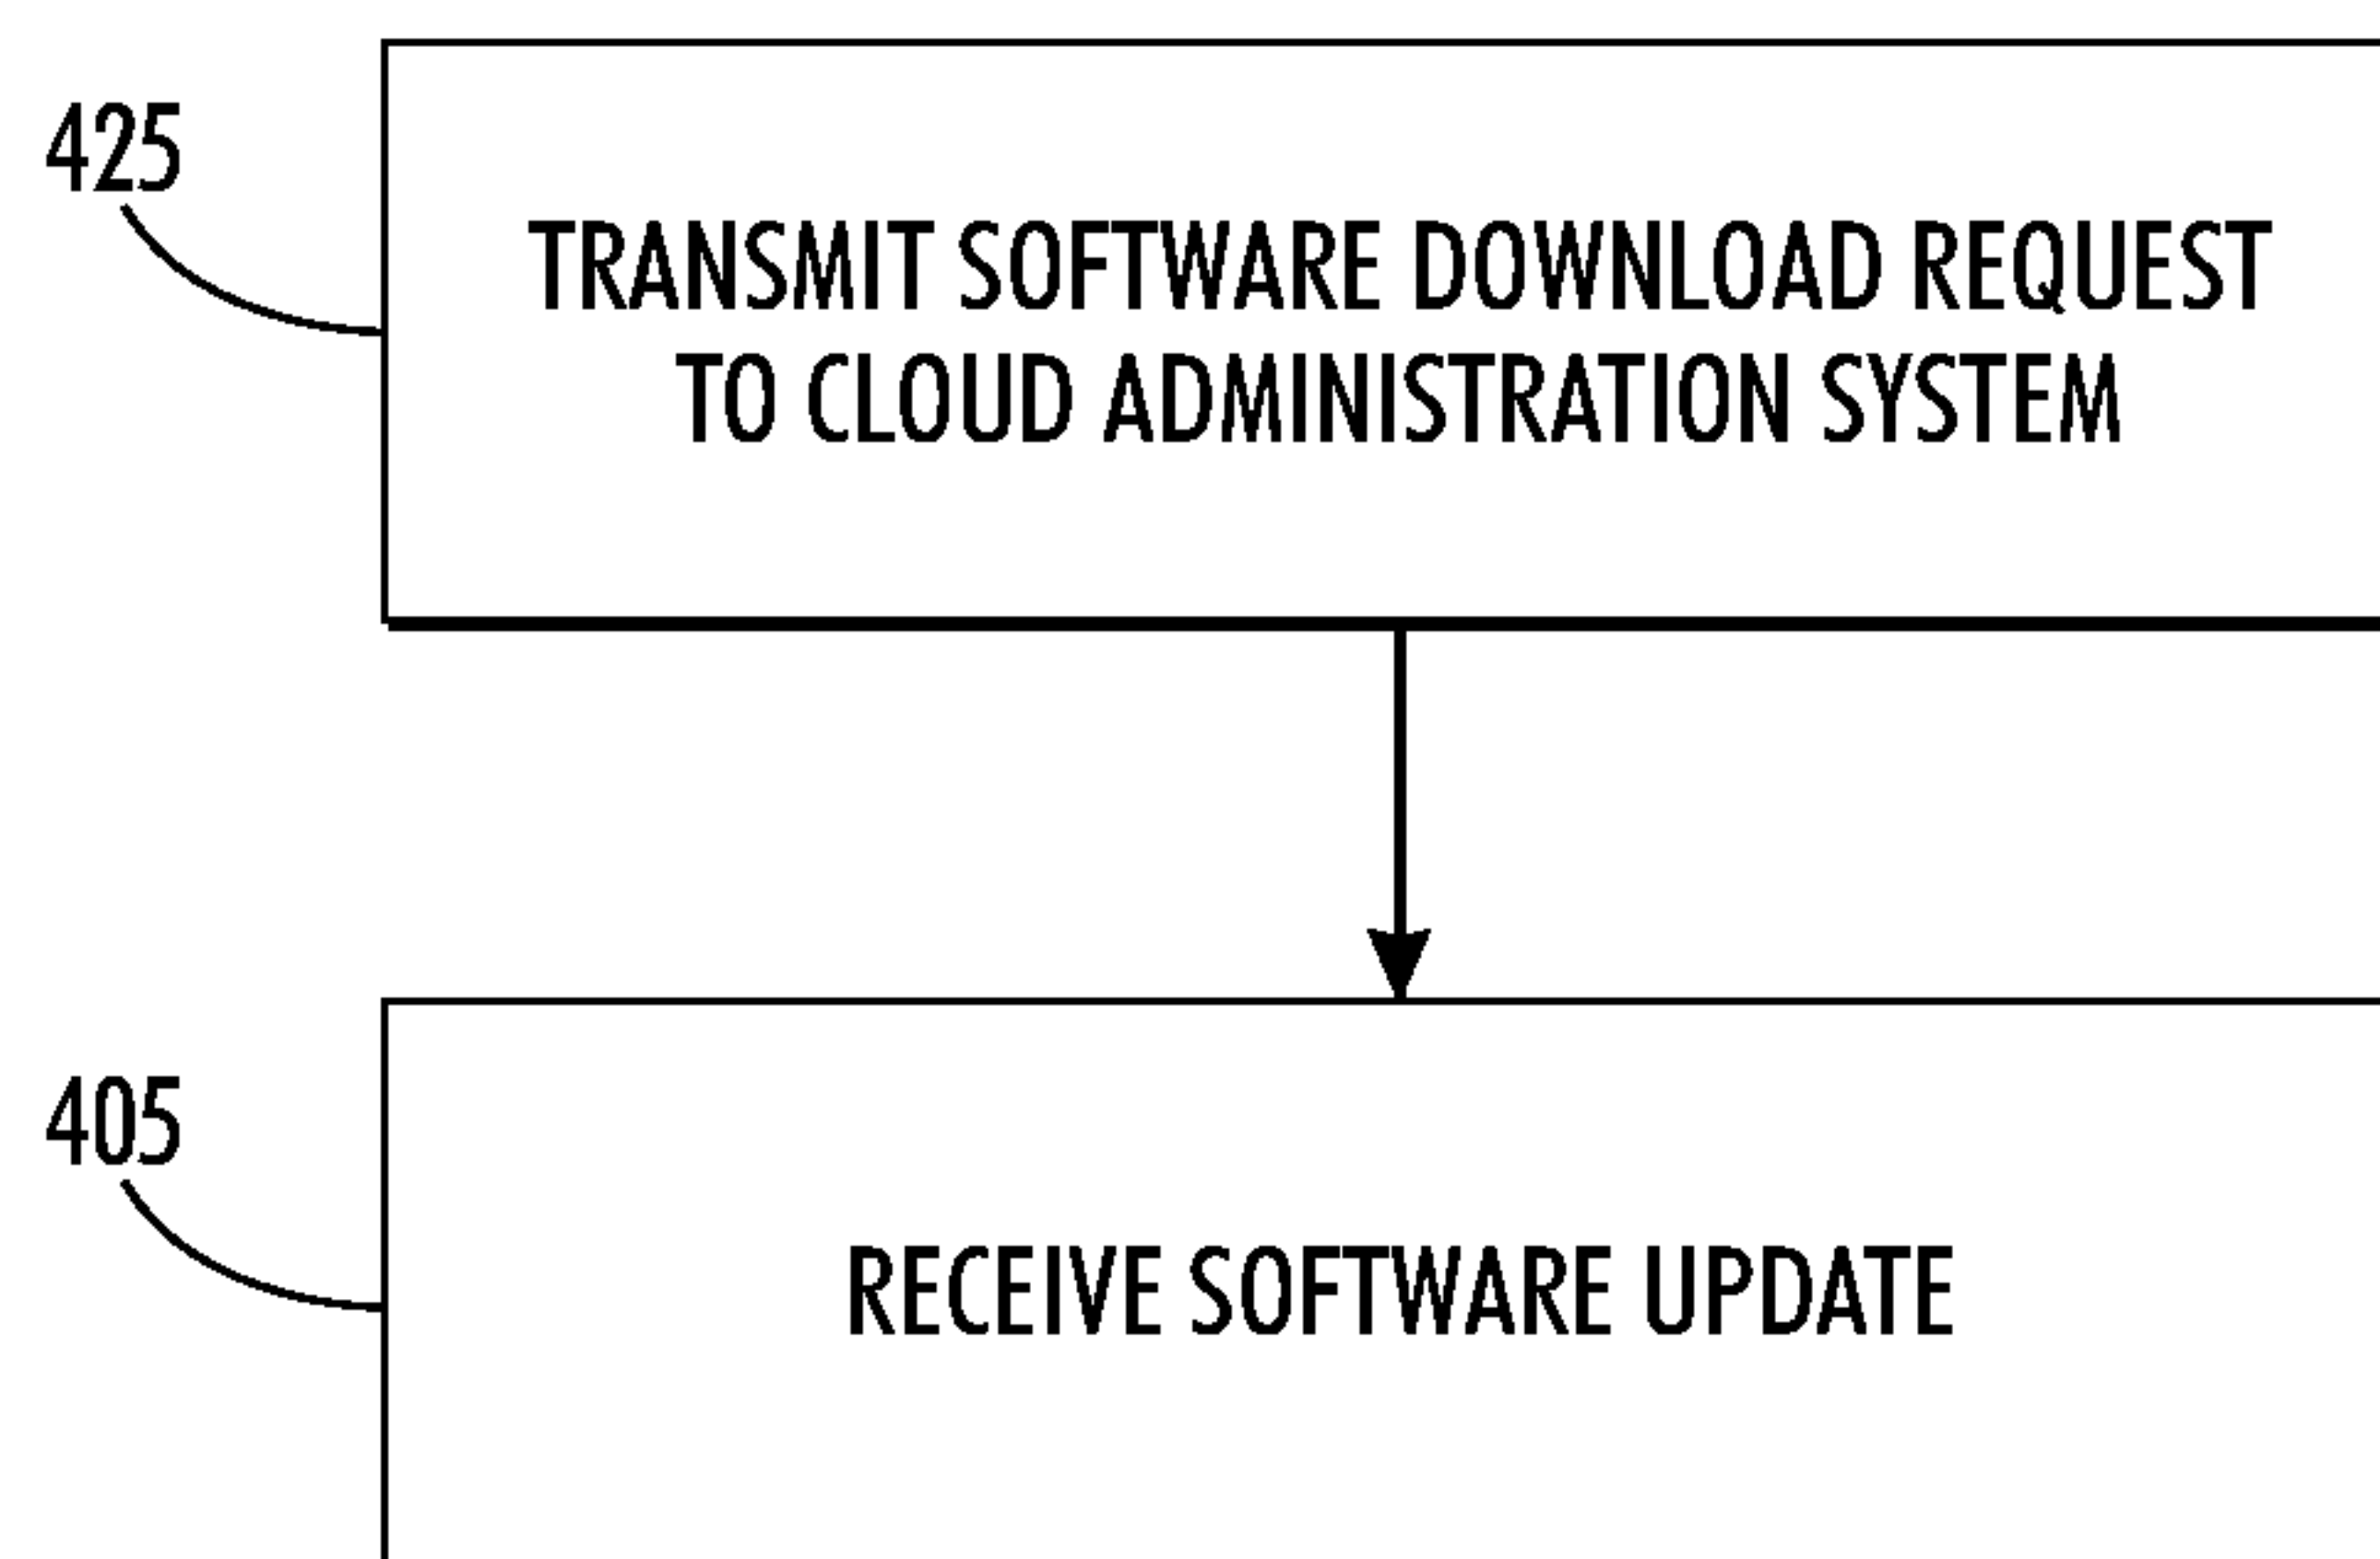 425
TRANSMIT SOFTWARE DOWNLOAD REQUEST
TO CLOUD ADMINISTRATION SYSTEM
405
RECEIVE SOFTWARE UPDATE